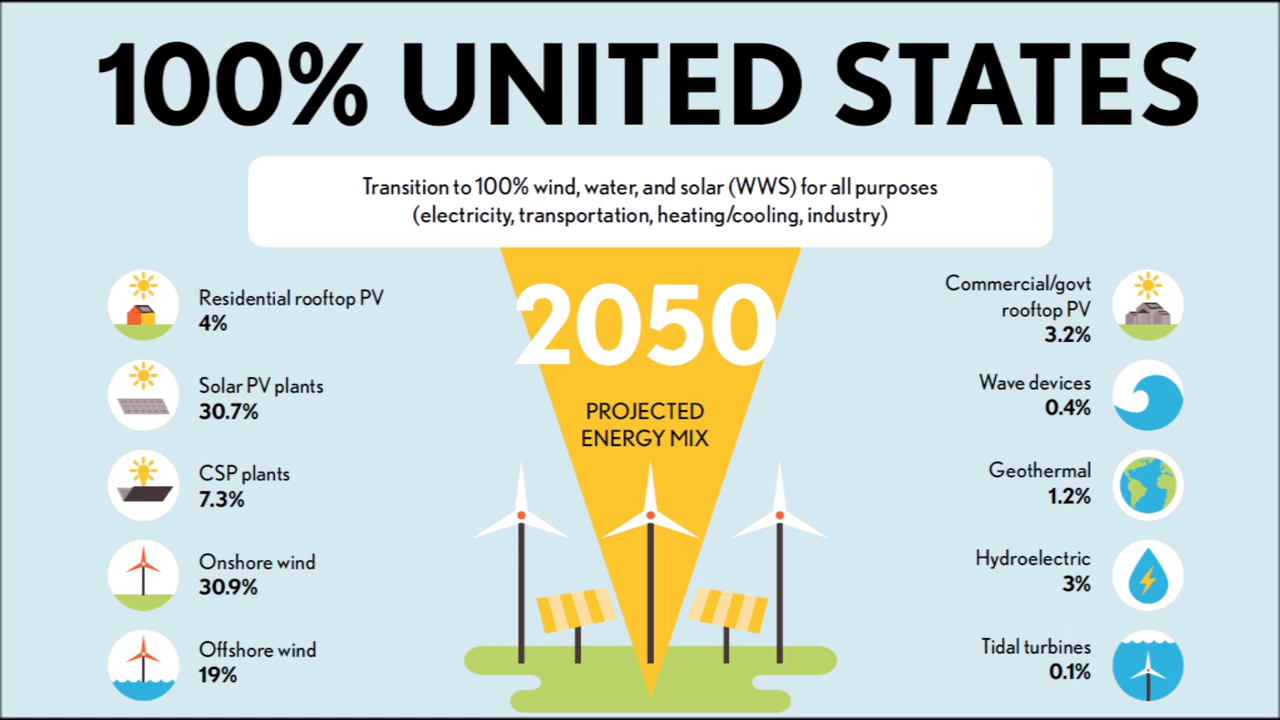 100% UNITED STATES
Transition to 100% wind, water, and solar (WWS) for all purposes
(electricity, transportation, heating/cooling, industry)
2050
PROJECTED
ENERGY MIX
Residential rooftop PV
4%
Solar PV plants
30.7%
CSP plants
7.3%
Onshore wind
30.9%
Offshore wind
19%
Commercial/govt
rooftop PV
3.2%
Wave devices
0.4%
Geothermal
1.2%
Hydroelectric
3%
Tidal turbines
0.1%